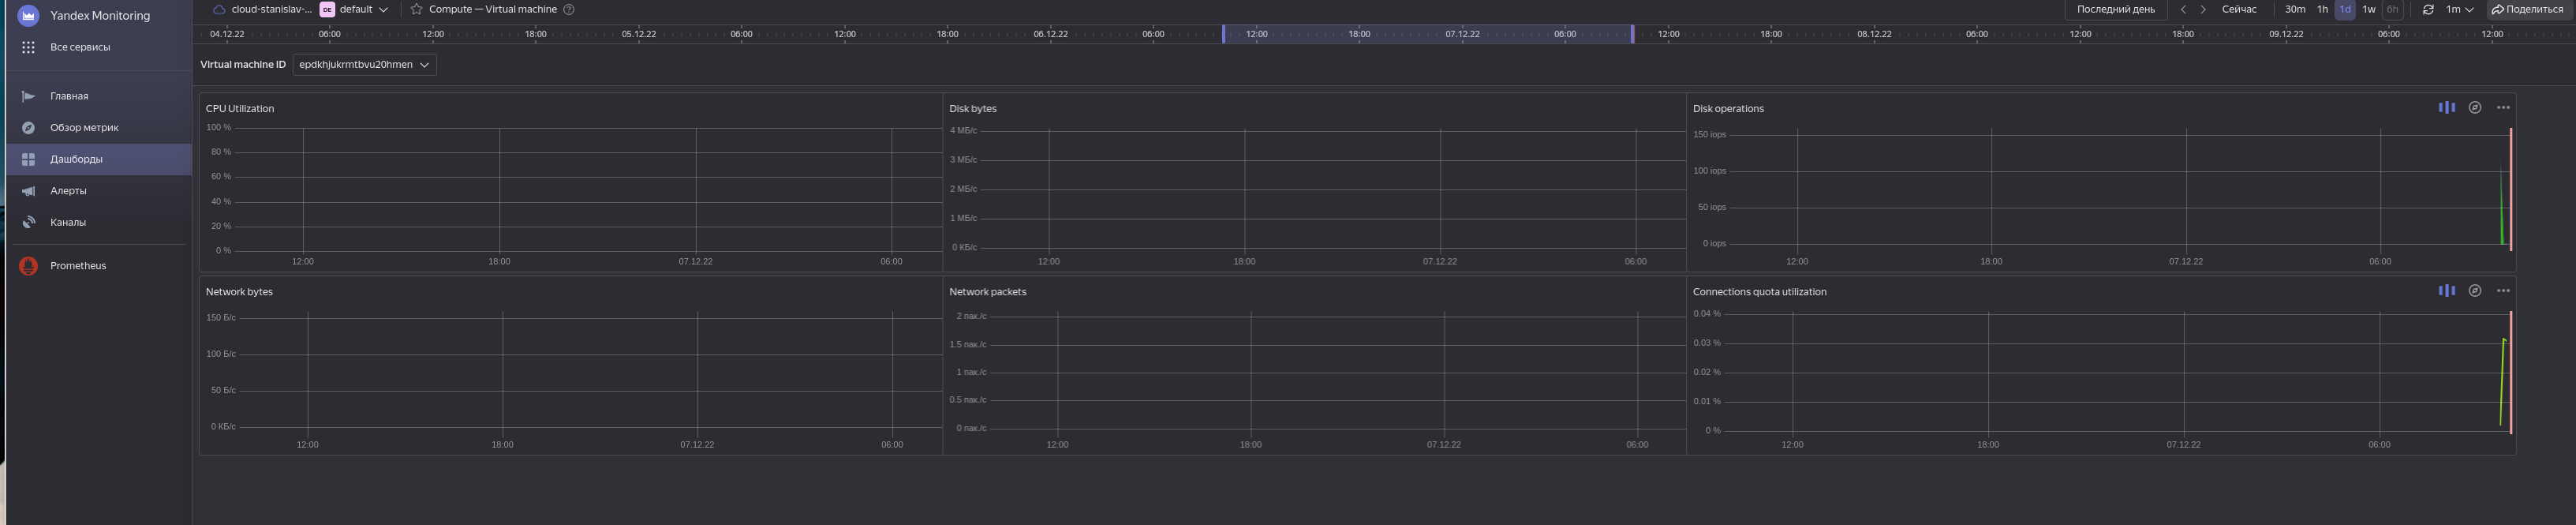 Yandex Monitoring
cloud-stanislav-... DE default Compute — Virtual machine ?
Последний день Сейчас 30m 1h 1d 1w 6h 1m Поделиться
04.12.22 06:00 12:00 18:00 05.12.22 06:00 12:00 18:00 06.12.22 06:00 12:00 18:00 07.12.22 06:00 12:00 18:00 08.12.22 06:00 12:00 18:00 09.12.22 06:00 12:00
Все сервисы
Главная
Обзор метрик
Дашборды
Алерты
Каналы
Prometheus
Virtual machine ID epdkhjukrmtbvu20hmen
CPU Utilization
100 %
80 %
60 %
40 %
20 %
0 %
12:00 18:00 07.12.22 06:00
Disk bytes
4 МБ/с
3 МБ/с
2 МБ/с
1 МБ/с
0 КБ/с
12:00 18:00 07.12.22 06:00
Disk operations
150 iops
100 iops
50 iops
0 iops
12:00 18:00 07.12.22 06:00
Network bytes
150 Б/с
100 Б/с
50 Б/с
0 КБ/с
12:00 18:00 07.12.22 06:00
Network packets
2 пак./с
1.5 пак./с
1 пак./с
0.5 пак./с
0 пак./с
12:00 18:00 07.12.22 06:00
Connections quota utilization
0.04 %
0.03 %
0.02 %
0.01 %
0 %
12:00 18:00 07.12.22 06:00